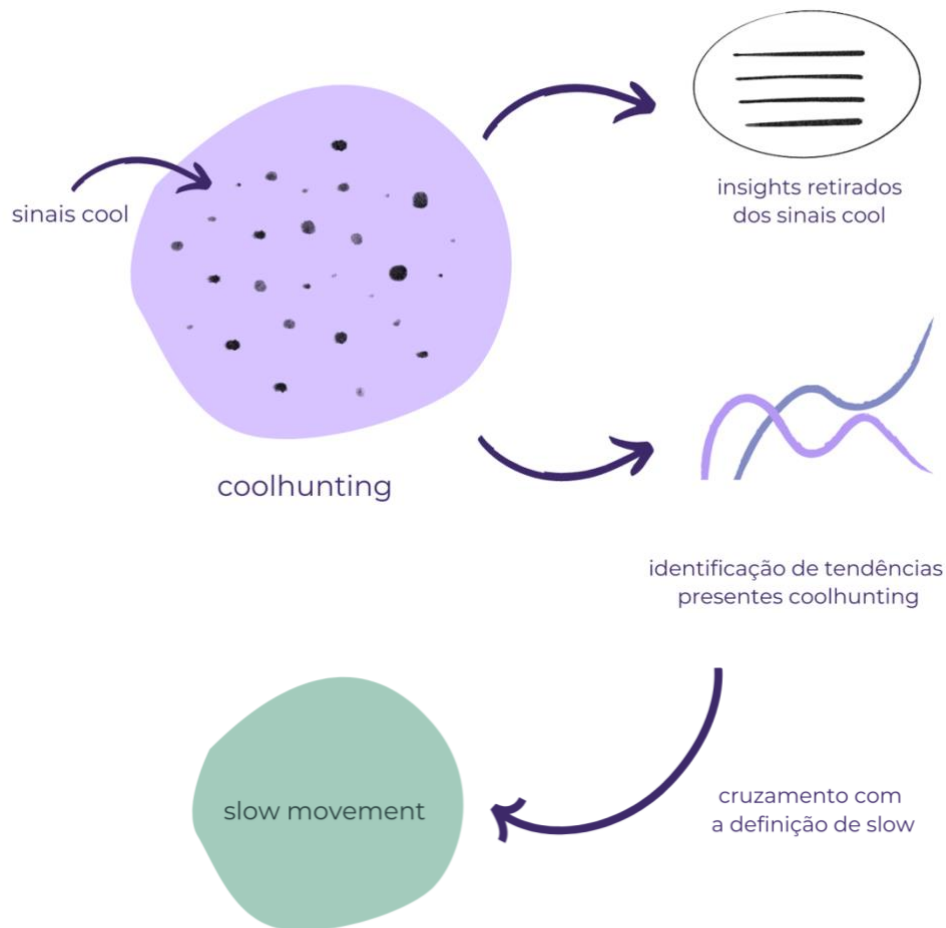 sinais cool
insights retirados
dos sinais cool
coolhunting
identificação de tendências
presentes coolhunting
slow movement
cruzamento com
a definição de slow